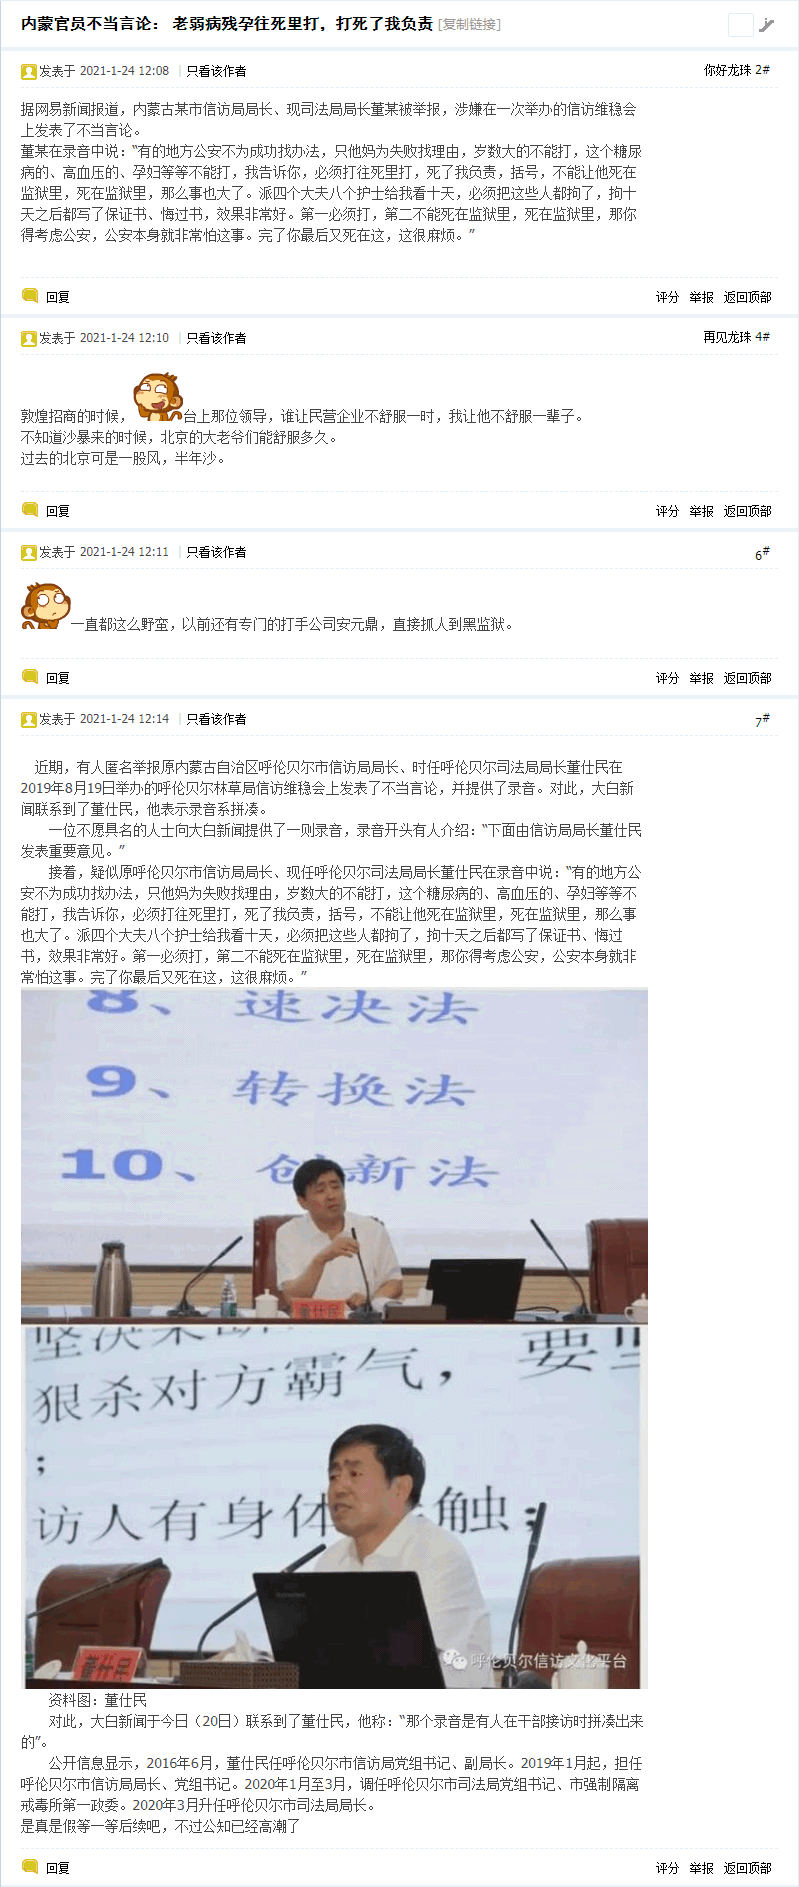 内蒙官员不当言论： 老弱病残孕往死里打，打死了我负责 [复制链接]
发表于 2021-1-24 12:08 |只看该作者 你好龙珠 2#
据网易新闻报道，内蒙古某市信访局局长、现司法局局长董某被举报，涉嫌在一次举办的信访维稳会
上发表了不当言论。
董某在录音中说：“有的地方公安不为成功找办法，只他妈为失败找理由，岁数大的不能打，这个糖尿
病的、高血压的、孕妇等等不能打，我告诉你，必须打往死里打，死了我负责，括号，不能让他死在
监狱里，死在监狱里，那么事也大了。派四个大夫八个护士给我看十天，必须把这些人都拘了，拘十
天之后都写了保证书、悔过书，效果非常好。第一必须打，第二不能死在监狱里，死在监狱里，那你
得考虑公安，公安本身就非常怕这事。完了你最后又死在这，这很麻烦。”
回复 评分 举报 返回顶部
发表于 2021-1-24 12:10 |只看该作者 再见龙珠 4#
敦煌招商的时候，台上那位领导，谁让民营企业不舒服一时，我让他不舒服一辈子。
不知道沙暴来的时候，北京的大老爷们能舒服多久。
过去的北京可是一股风，半年沙。
回复 评分 举报 返回顶部
发表于 2021-1-24 12:11 |只看该作者 6#
一直都这么野蛮，以前还有专门的打手公司安元鼎，直接抓人到黑监狱。
回复 评分 举报 返回顶部
发表于 2021-1-24 12:14 |只看该作者 7#
近期，有人匿名举报原内蒙古自治区呼伦贝尔市信访局局长、时任呼伦贝尔司法局局长董仕民在
2019年8月19日举办的呼伦贝尔林草局信访维稳会上发表了不当言论，并提供了录音。对此，大白新
闻联系到了董仕民，他表示录音系拼凑。
一位不愿具名的人士向大白新闻提供了一则录音，录音开头有人介绍：“下面由信访局局长董仕民
发表重要意见。”
接着，疑似原呼伦贝尔市信访局局长、现任呼伦贝尔司法局局长董仕民在录音中说：“有的地方公
安不为成功找办法，只他妈为失败找理由，岁数大的不能打，这个糖尿病的、高血压的、孕妇等等不
能打，我告诉你，必须打往死里打，死了我负责，括号，不能让他死在监狱里，死在监狱里，那么事
也大了。派四个大夫八个护士给我看十天，必须把这些人都拘了，拘十天之后都写了保证书、悔过
书，效果非常好。第一必须打，第二不能死在监狱里，死在监狱里，那你得考虑公安，公安本身就非
常怕这事。完了你最后又死在这，这很麻烦。”
8、速决法
9、转换法
10、创新法
董仕民
坚决果断
狠杀对方霸气， 要坚
；
访人有身体 触；
董仕民
呼伦贝尔信访文化平台
资料图：董仕民
对此，大白新闻于今日（20日）联系到了董仕民，他称：“那个录音是有人在干部接访时拼凑出来
的”。
公开信息显示，2016年6月，董仕民任呼伦贝尔市信访局党组书记、副局长。2019年1月起，担任
呼伦贝尔市信访局局长、党组书记。2020年1月至3月，调任呼伦贝尔市司法局党组书记、市强制隔离
戒毒所第一政委。2020年3月升任呼伦贝尔市司法局局长。
是真是假等一等后续吧，不过公知已经高潮了
回复 评分 举报 返回顶部